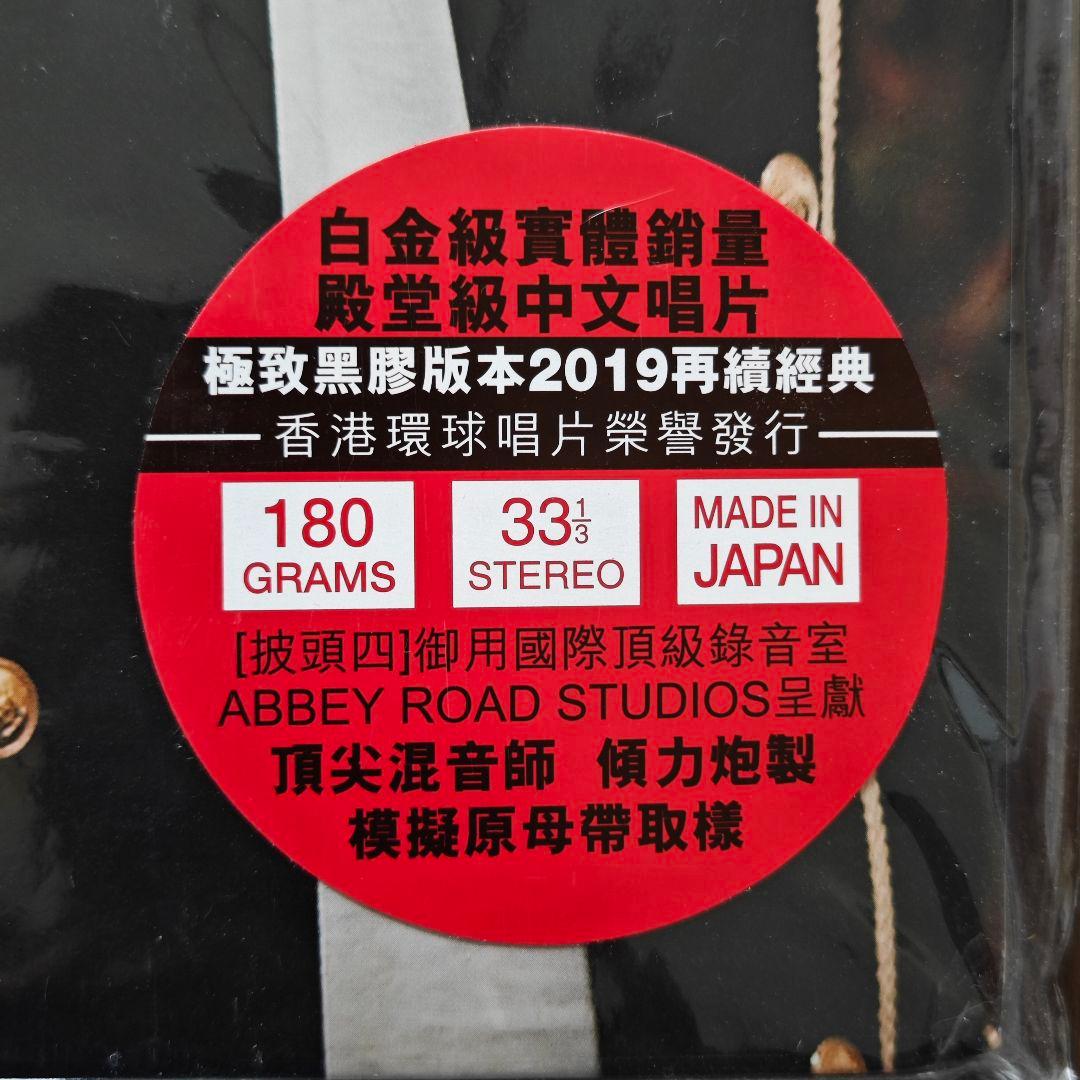 白金級實體銷量
殿堂級中文唱片
極致黑膠版本2019再續經典
香港環球唱片榮譽發行
180
GRAMS
33⅓
STEREO
MADE IN
JAPAN
[披頭四]御用國際頂級錄音室
ABBEY ROAD STUDIOS呈獻
頂尖混音師 傾力炮製
模擬原母帶取樣